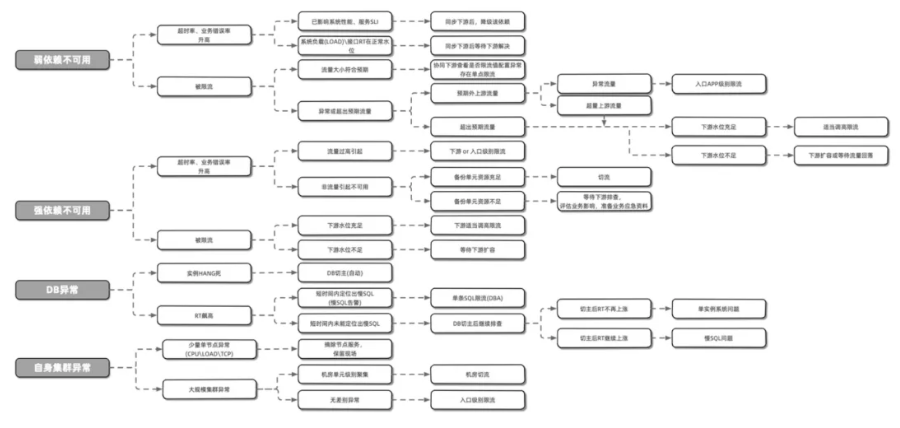 弱依赖不可用
超时率、业务错误率
升高
已影响系统性能、服务SLI
同步下游后，降级该依赖
系统负载(LOAD)\接口RT在正常水
位
同步下游后等待下游解决
被限流
流量大小符合预期
协同下游查看是否限流值配置异常
存在单点限流
异常或超出预期流量
预期外上游流量
异常流量
入口APP级别限流
超量上游流量
超出预期流量
下游水位充足
适当调高限流
下游水位不足
下游扩容或等待流量回落
强依赖不可用
超时率、业务错误率
升高
流量过高引起
下游 or 入口级别限流
非流量引起不可用
备份单元资源充足
切流
备份单元资源不足
等待下游排查，
评估业务影响，准备业务应急资料
被限流
下游水位充足
下游适当调高限流
下游水位不足
等待下游扩容
DB异常
实例HANG死
DB切主(自动)
RT飙高
短时间内定位出慢SQL
(慢SQL告警)
单条SQL限流(DBA)
短时间内未能定位出慢SQL
DB切主后继续排查
切主后RT不再上涨
单实例系统问题
切主后RT继续上涨
慢SQL问题
自身集群异常
少量单节点异常
(CPU\LOAD\TCP)
摘除节点服务，
保留现场
大规模集群异常
机房单元级别聚集
机房切流
无差别异常
入口级别限流